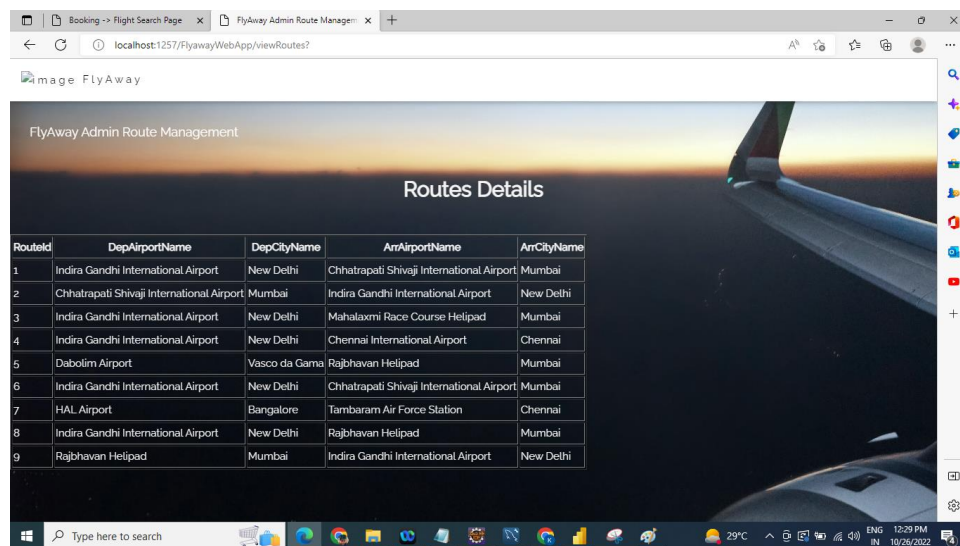 Booking -> Flight Search Page
FlyAway Admin Route Managem
localhost:1257/FlyawayWebApp/viewRoutes?
image FlyAway
FlyAway Admin Route Management
Routes Details
RouteId DepAirportName DepCityName ArrAirportName ArrCityName
1 Indira Gandhi International Airport New Delhi Chhatrapati Shivaji International Airport Mumbai
2 Chhatrapati Shivaji International Airport Mumbai Indira Gandhi International Airport New Delhi
3 Indira Gandhi International Airport New Delhi Mahalaxmi Race Course Helipad Mumbai
4 Indira Gandhi International Airport New Delhi Chennai International Airport Chennai
5 Dabolim Airport Vasco da Gama Rajbhavan Helipad Mumbai
6 Indira Gandhi International Airport New Delhi Chhatrapati Shivaji International Airport Mumbai
7 HAL Airport Bangalore Tambaram Air Force Station Chennai
8 Indira Gandhi International Airport New Delhi Rajbhavan Helipad Mumbai
9 Rajbhavan Helipad Mumbai Indira Gandhi International Airport New Delhi
Type here to search
29°C
ENG 12:29 PM
IN 10/26/2022
4